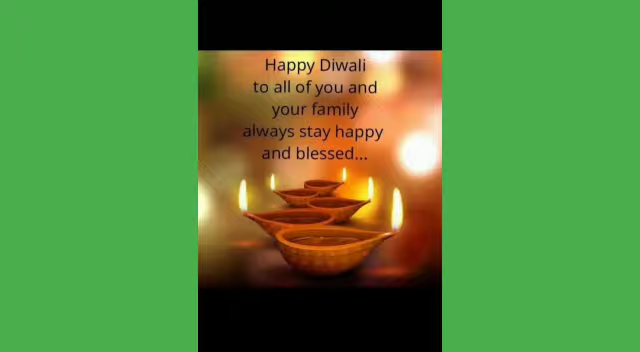 Happy Diwali
to all of you and
your family
always stay happy
and blessed...